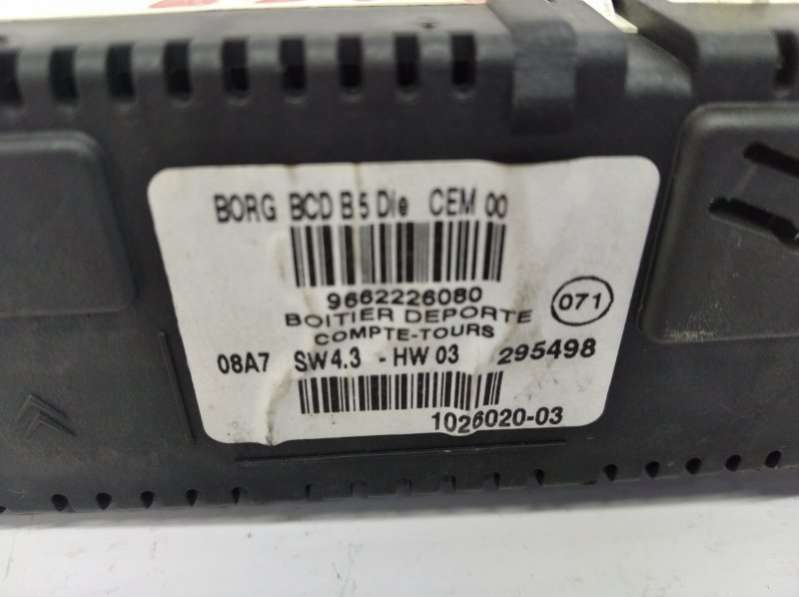 BORG BCD B5 Die CEM 00
9662226080
BOITIER DEPORTE
COMPTE-TOURS
071
08A7 SW4.3 - HW 03 295498
1026020-03